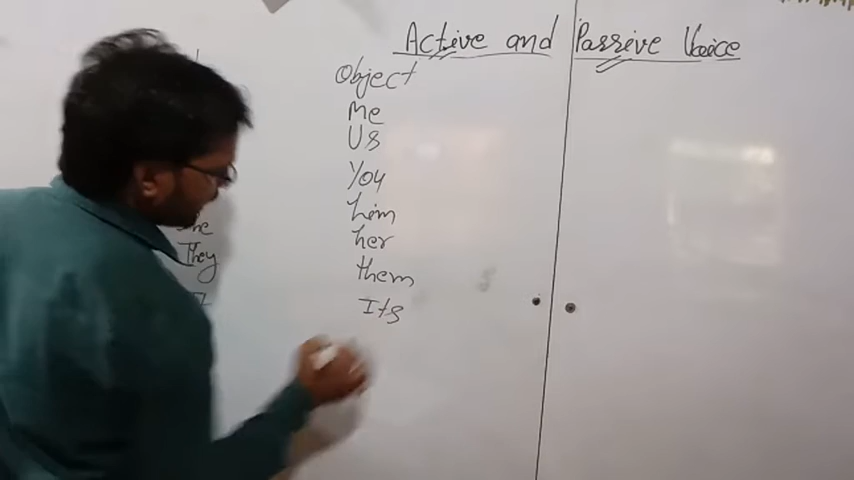 Active and Passive Voice
Object
Me
Us
You
him
her
They
them
Its